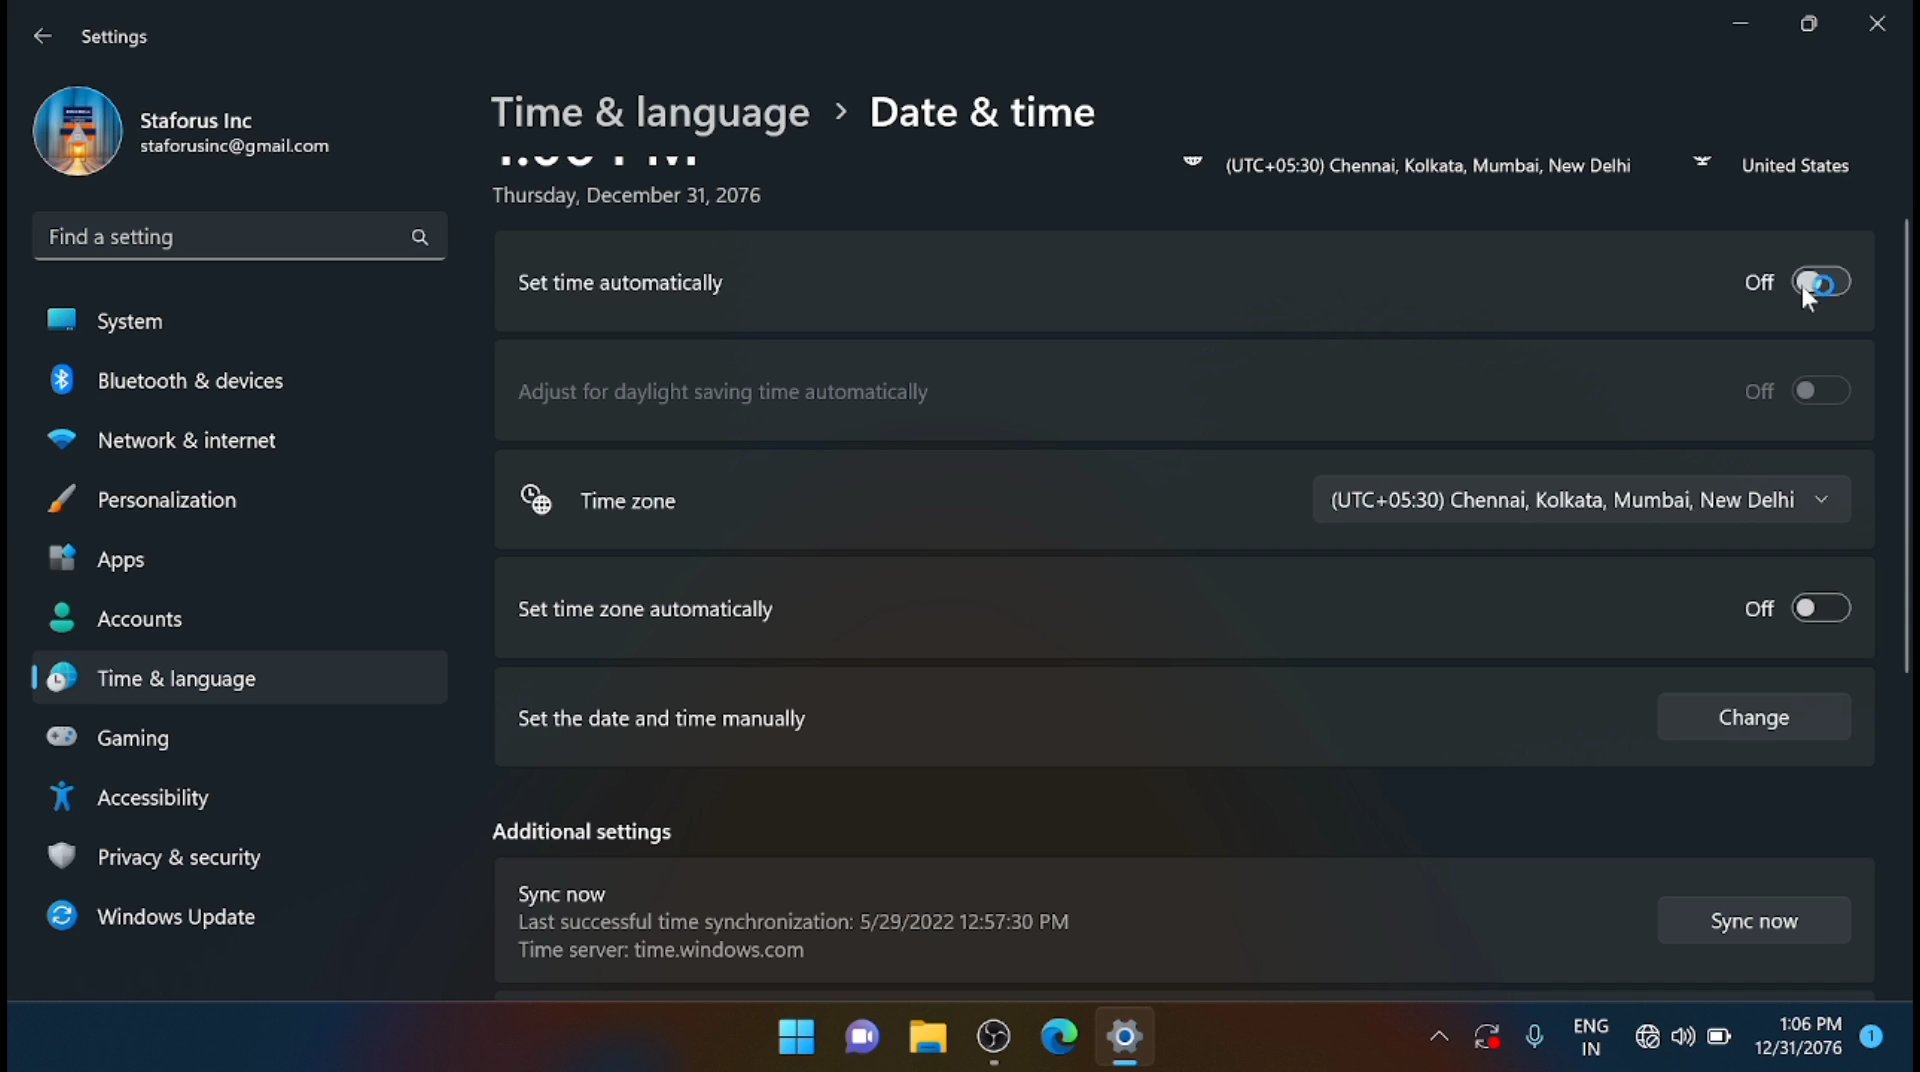 Settings
Staforus Inc
staforusinc@gmail.com
Find a setting
System
Bluetooth & devices
Network & internet
Personalization
Apps
Accounts
Time & language
Gaming
Accessibility
Privacy & security
Windows Update
Time & language > Date & time
(UTC+05:30) Chennai, Kolkata, Mumbai, New Delhi
United States
Thursday, December 31, 2076
Set time automatically
Off
Adjust for daylight saving time automatically
Off
Time zone
(UTC+05:30) Chennai, Kolkata, Mumbai, New Delhi
Set time zone automatically
Off
Set the date and time manually
Change
Additional settings
Sync now
Last successful time synchronization: 5/29/2022 12:57:30 PM
Time server: time.windows.com
Sync now
ENG
IN
1:06 PM
12/31/2076
1